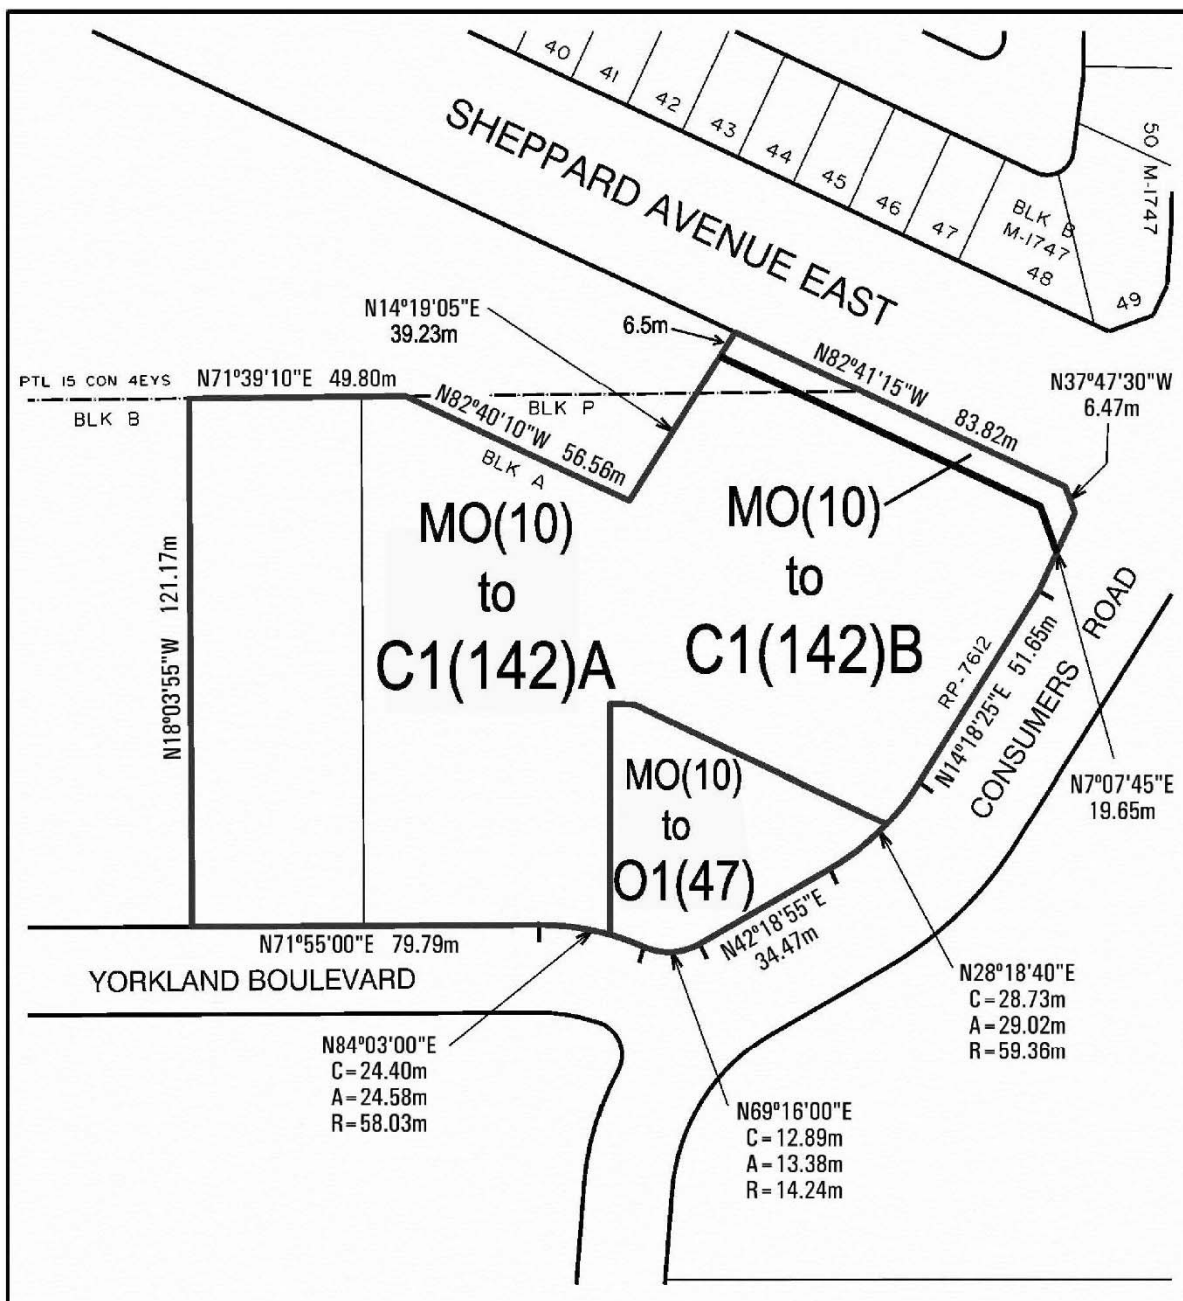 40
41
42
43
44
45
46
47
BLK B
M-1747
48
49
50 M-1747
SHEPPARD AVENUE EAST
N14°19'05"E
39.23m
6.5m
N82°41'15"W 83.82m
N37°47'30"W
6.47m
PTL 15 CON 4EYS
BLK B
N71°39'10"E 49.80m
BLK P
N82°40'10"W 56.56m
BLK A
MO(10)
to
C1(142)A
MO(10)
to
C1(142)B
N18°03'55"W 121.17m
RP-7612
N14°18'25"E 51.65m
CONSUMERS ROAD
N7°07'45"E
19.65m
MO(10)
to
O1(47)
N42°18'55"E
34.47m
N71°55'00"E 79.79m
YORKLAND BOULEVARD
N28°18'40"E
C=28.73m
A=29.02m
R=59.36m
N84°03'00"E
C=24.40m
A=24.58m
R=58.03m
N69°16'00"E
C=12.89m
A=13.38m
R=14.24m